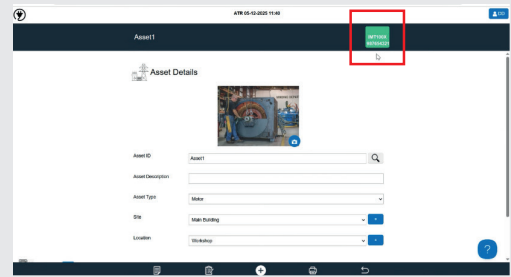 ATR 05-12-2025 11:40
Asset1
Asset Details
Asset ID
Asset1
Asset Description
Asset Type
Motor
Site
Main Building
+
Location
Workshop
+
?